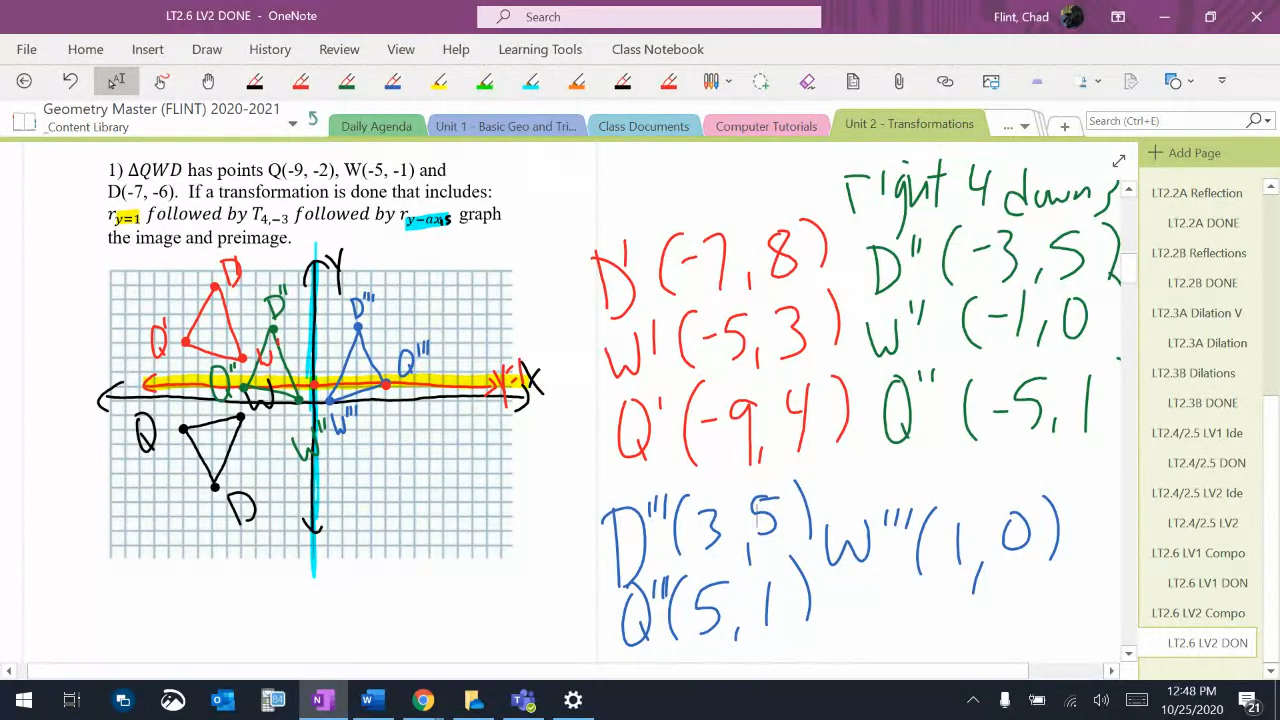 LT2.6 LV2 DONE - OneNote
Search
Flint, Chad
File Home Insert Draw History Review View Help Learning Tools Class Notebook
Geometry Master (FLINT) 2020-2021
_Content Library
Daily Agenda
Unit 1 - Basic Geo and Tri...
Class Documents
Computer Tutorials
Unit 2 - Transformations
...
Search (Ctrl+E)
1) ΔQWD has points Q(-9, -2), W(-5, -1) and
D(-7, -6). If a transformation is done that includes:
r y=1 followed by T 4,−3 followed by r y−axis graph
the image and preimage.
Y
D'
D"
D'''
Q'
W'
Q'''
Q"
Y=1
X
W
W"
W'''
Q
D
right 4 down
D'(-7,8)
W'(-5,3)
Q'(-9,4)
D"(-3,5)
W"(-1,0
Q"(-5,1
D'''(3,5) W'''(1,0)
Q'''(5,1)
Add Page
LT2.2A Reflection
LT2.2A DONE
LT2.2B Reflections
LT2.2B DONE
LT2.3A Dilation V
LT2.3A Dilation
LT2.3B Dilations
LT2.3B DONE
LT2.4/2.5 LV1 Ide
LT2.4/2.5 DON
LT2.4/2.5 LV2 Ide
LT2.4/2.5 LV2
LT2.6 LV1 Compo
LT2.6 LV1 DON
LT2.6 LV2 Compo
LT2.6 LV2 DON
12:48 PM
10/25/2020
21